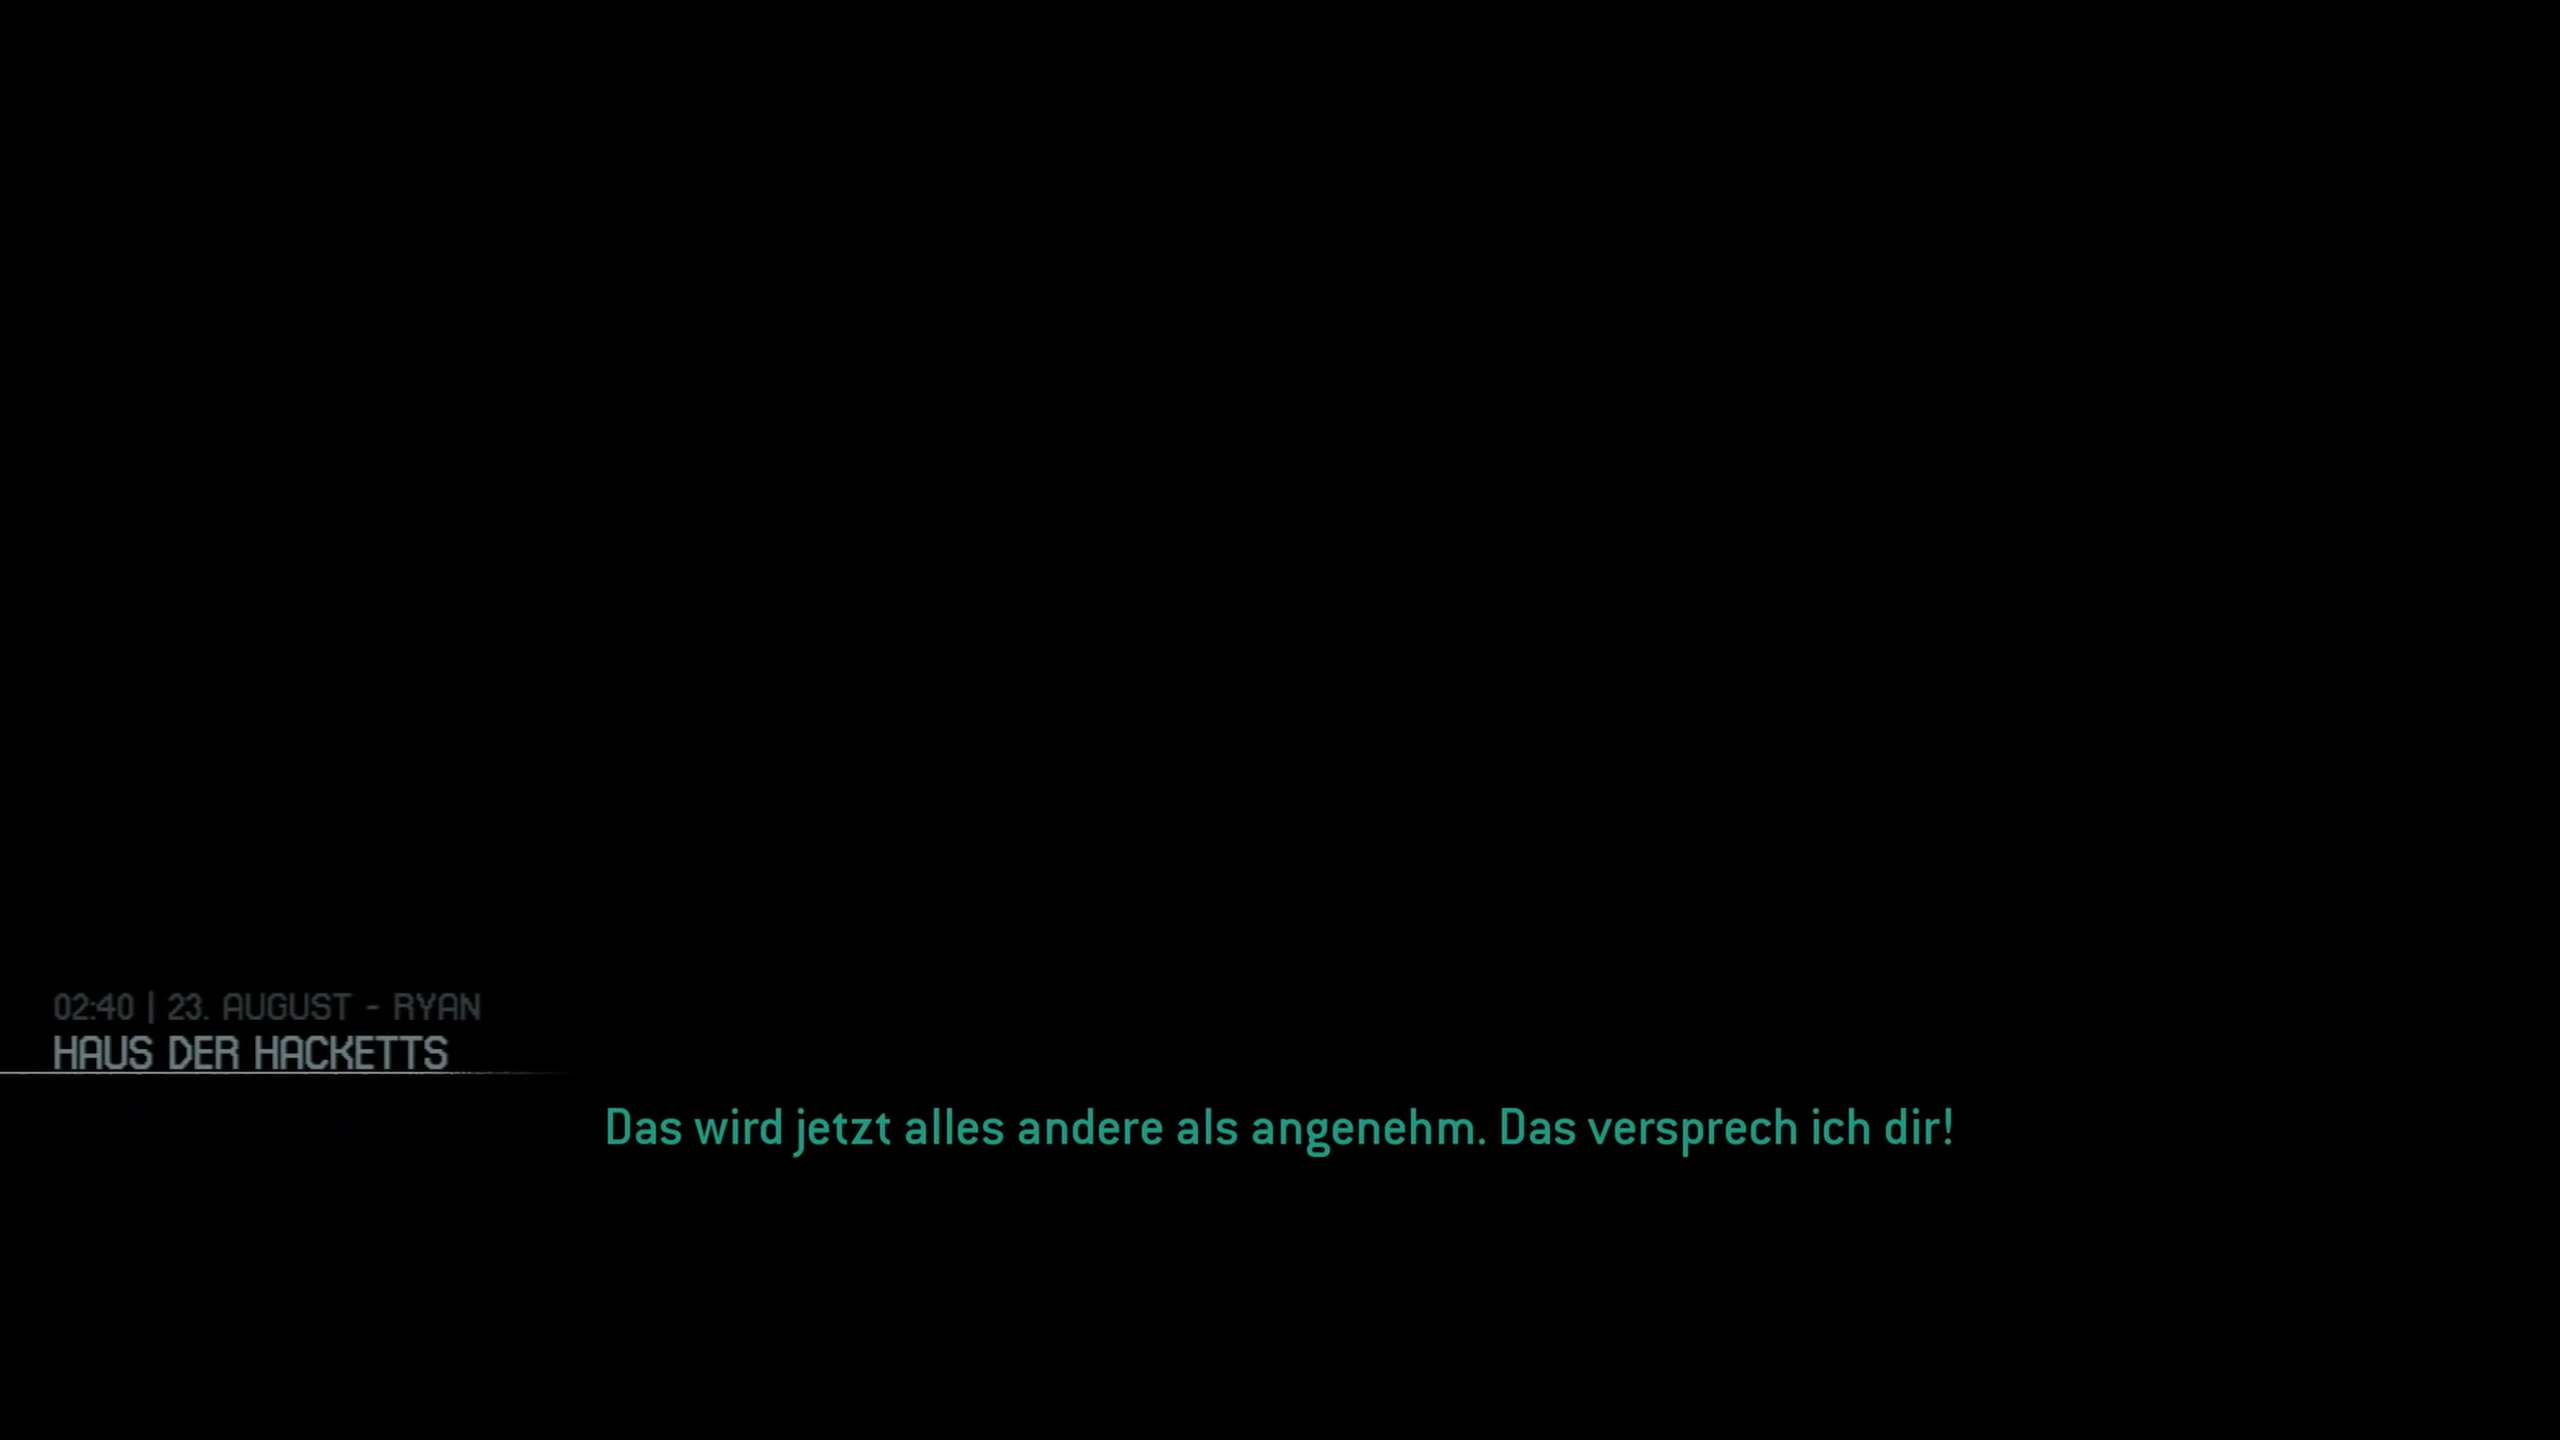 02:40 | 23. AUGUST - RYAN
HAUS DER HACKETTS
Das wird jetzt alles andere als angenehm. Das versprech ich dir!